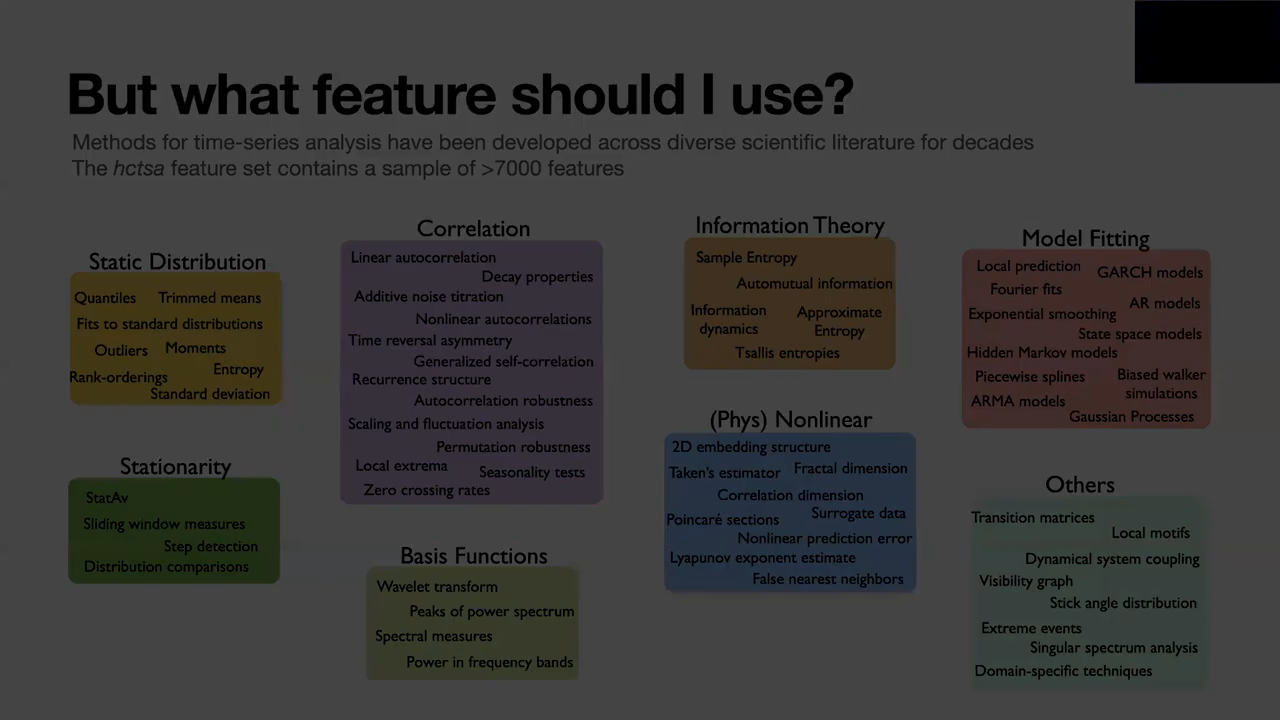 But what feature should I use?
Methods for time-series analysis have been developed across diverse scientific literature for decades
The hctsa feature set contains a sample of >7000 features
Static Distribution
Quantiles Trimmed means
Fits to standard distributions
Outliers Moments
Entropy
Rank-orderings
Standard deviation
Stationarity
StatAv
Sliding window measures
Step detection
Distribution comparisons
Correlation
Linear autocorrelation
Decay properties
Additive noise titration
Nonlinear autocorrelations
Time reversal asymmetry
Generalized self-correlation
Recurrence structure
Autocorrelation robustness
Scaling and fluctuation analysis
Permutation robustness
Local extrema
Seasonality tests
Zero crossing rates
Basis Functions
Wavelet transform
Peaks of power spectrum
Spectral measures
Power in frequency bands
Information Theory
Sample Entropy
Automutual information
Information
dynamics
Approximate
Entropy
Tsallis entropies
(Phys) Nonlinear
2D embedding structure
Taken's estimator Fractal dimension
Correlation dimension
Poincaré sections Surrogate data
Nonlinear prediction error
Lyapunov exponent estimate
False nearest neighbors
Model Fitting
Local prediction GARCH models
Fourier fits
AR models
Exponential smoothing
State space models
Hidden Markov models
Piecewise splines
Biased walker
simulations
ARMA models
Gaussian Processes
Others
Transition matrices
Local motifs
Dynamical system coupling
Visibility graph
Stick angle distribution
Extreme events
Singular spectrum analysis
Domain-specific techniques